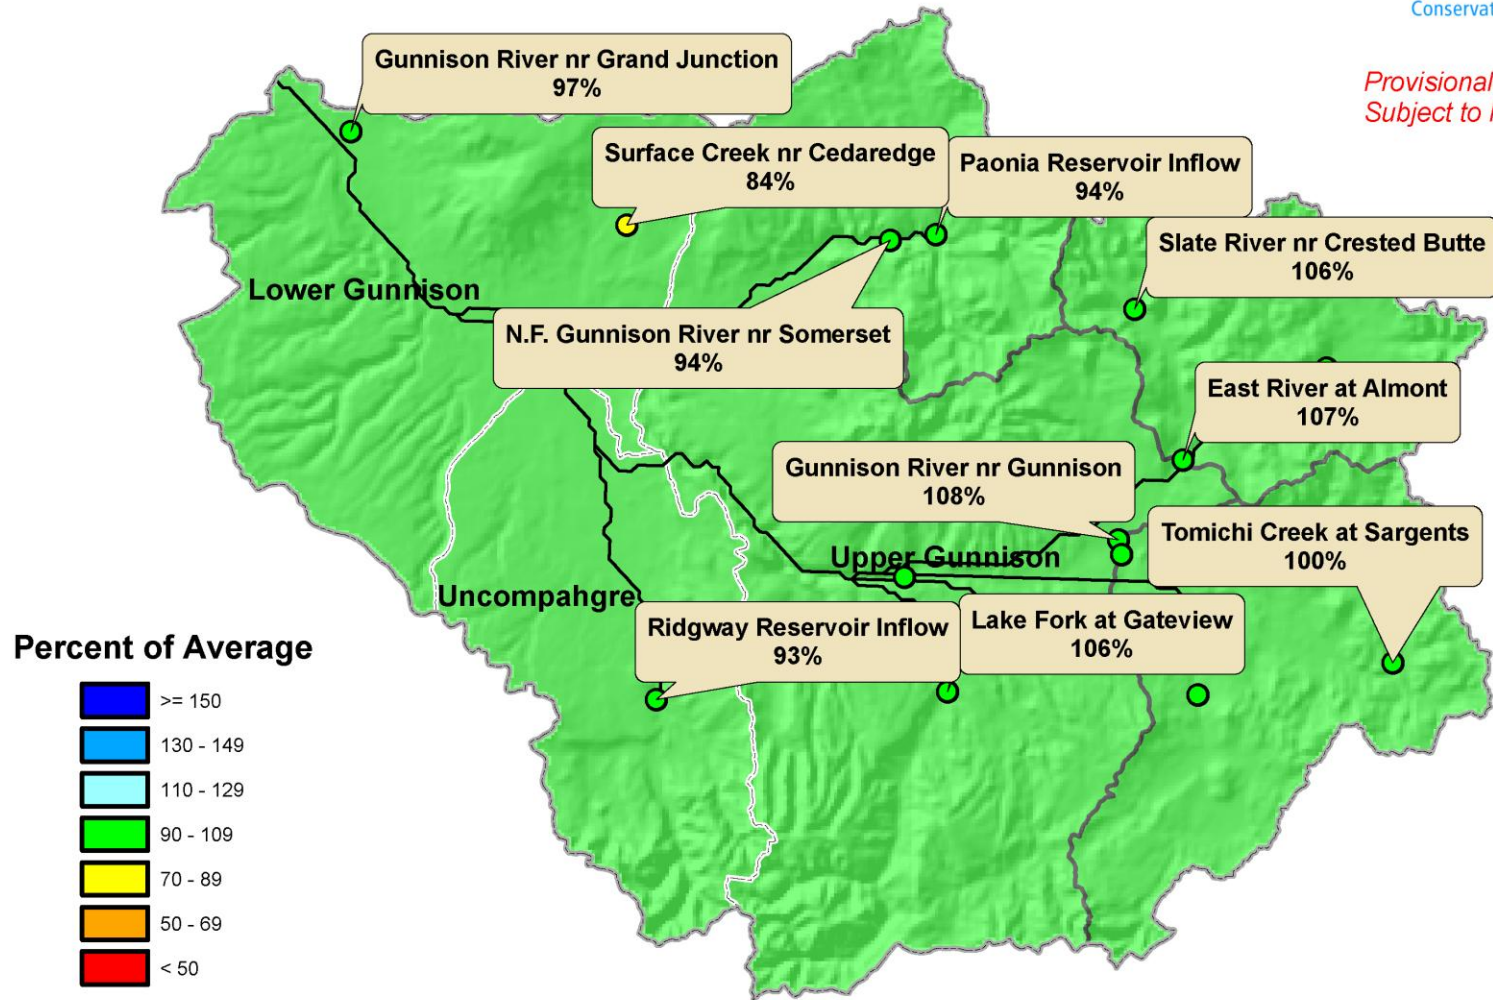 Conservat
Provisional
Subject to
Gunnison River nr Grand Junction
97%
Surface Creek nr Cedaredge
84%
Paonia Reservoir Inflow
94%
Slate River nr Crested Butte
106%
Lower Gunnison
N.F. Gunnison River nr Somerset
94%
East River at Almont
107%
Gunnison River nr Gunnison
108%
Tomichi Creek at Sargents
100%
Upper Gunnison
Uncompahgre
Ridgway Reservoir Inflow
93%
Lake Fork at Gateview
106%
Percent of Average
>= 150
130 - 149
110 - 129
90 - 109
70 - 89
50 - 69
< 50